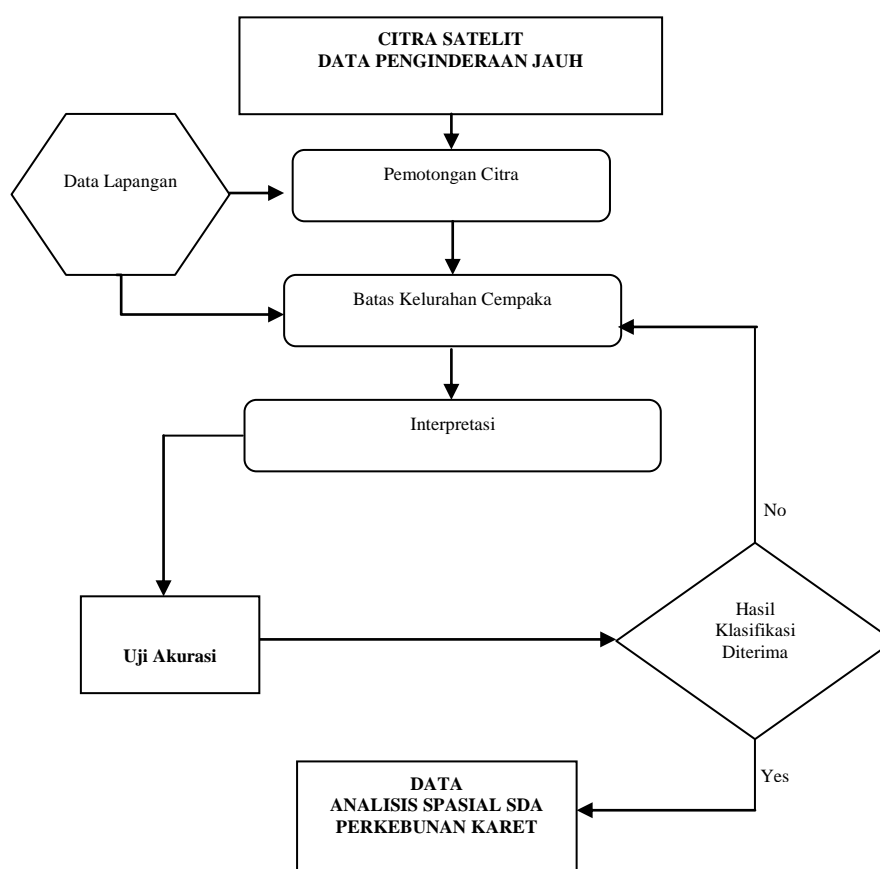 CITRA SATELIT
DATA PENGINDERAAN JAUH
Data Lapangan
Pemotongan Citra
Batas Kelurahan Cempaka
Interpretasi
No
Hasil
Klasifikasi
Diterima
Uji Akurasi
Yes
DATA
ANALISIS SPASIAL SDA
PERKEBUNAN KARET